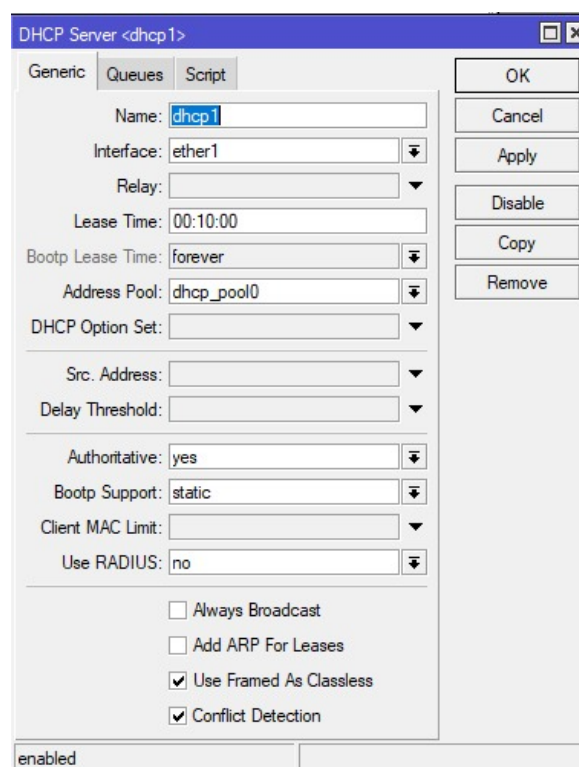 DHCP Server <dhcp1>
Generic Queues Script
Name: dhcp1
Interface: ether1
Relay:
Lease Time: 00:10:00
Bootp Lease Time: forever
Address Pool: dhcp_pool0
DHCP Option Set:
Src. Address:
Delay Threshold:
Authoritative: yes
Bootp Support: static
Client MAC Limit:
Use RADIUS: no
Always Broadcast
Add ARP For Leases
Use Framed As Classless
Conflict Detection
OK
Cancel
Apply
Disable
Copy
Remove
enabled